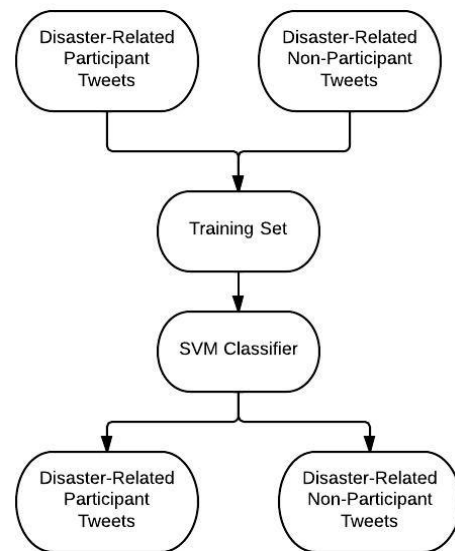 Disaster-Related
Participant
Tweets
Disaster-Related
Non-Participant
Tweets
Training Set
SVM Classifier
Disaster-Related
Participant
Tweets
Disaster-Related
Non-Participant
Tweets